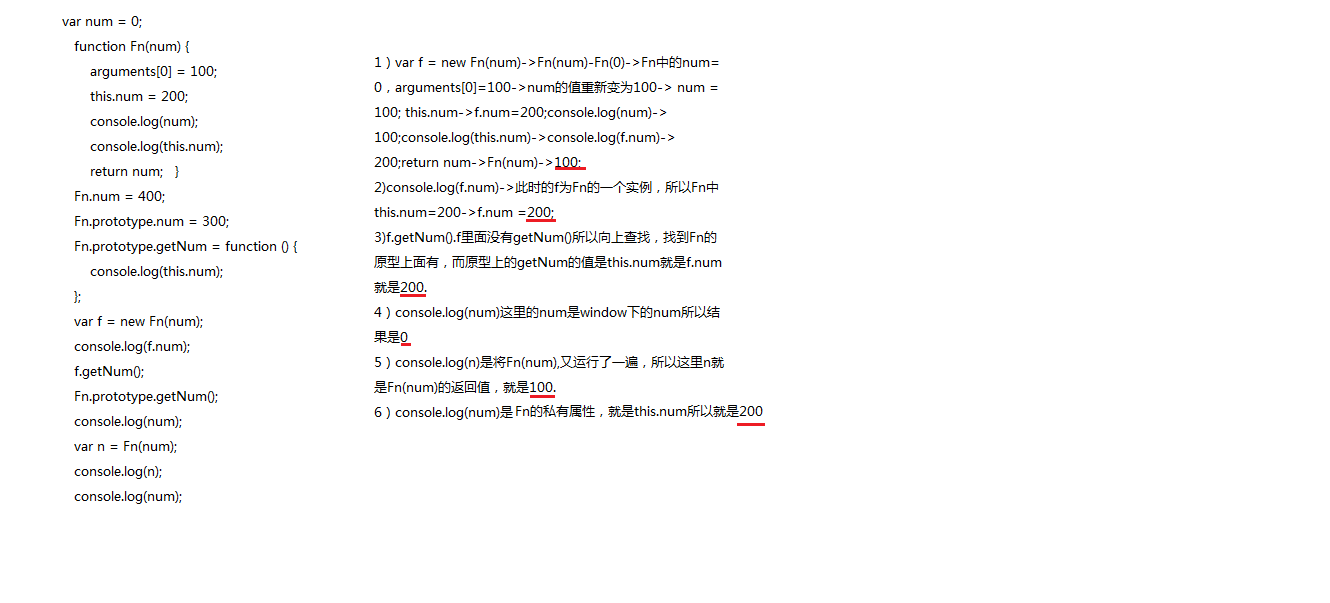 var num = 0;
function Fn(num) {
arguments[0] = 100;
this.num = 200;
console.log(num);
console.log(this.num);
return num; }
Fn.num = 400;
Fn.prototype.num = 300;
Fn.prototype.getNum = function () {
console.log(this.num);
};
var f = new Fn(num);
console.log(f.num);
f.getNum();
Fn.prototype.getNum();
console.log(num);
var n = Fn(num);
console.log(n);
console.log(num);
1）var f = new Fn(num)->Fn(num)-Fn(0)->Fn中的num=
0，arguments[0]=100->num的值重新变为100-> num =
100; this.num->f.num=200;console.log(num)->
100;console.log(this.num)->console.log(f.num)->
200;return num->Fn(num)->100;
2)console.log(f.num)->此时的f为Fn的一个实例，所以Fn中
this.num=200->f.num =200;
3)f.getNum().f里面没有getNum()所以向上查找，找到Fn的
原型上面有，而原型上的getNum的值是this.num就是f.num
就是200.
4）console.log(num)这里的num是window下的num所以结
果是0
5）console.log(n)是将Fn(num),又运行了一遍，所以这里n就
是Fn(num)的返回值，就是100.
6）console.log(num)是Fn的私有属性，就是this.num所以就是200